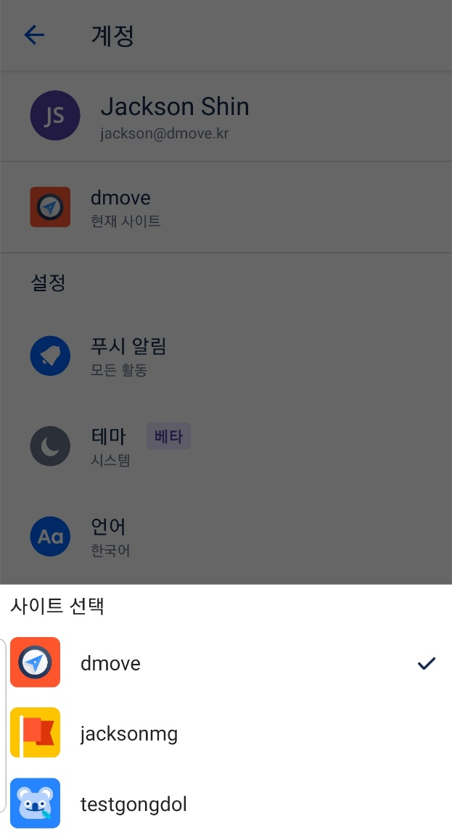 계정
JS
Jackson Shin
jackson@dmove.kr
dmove
현재 사이트
설정
푸시 알림
모든 활동
테마 베타
시스템
Aa
언어
한국어
사이트 선택
dmove
jacksonmg
testgongdol